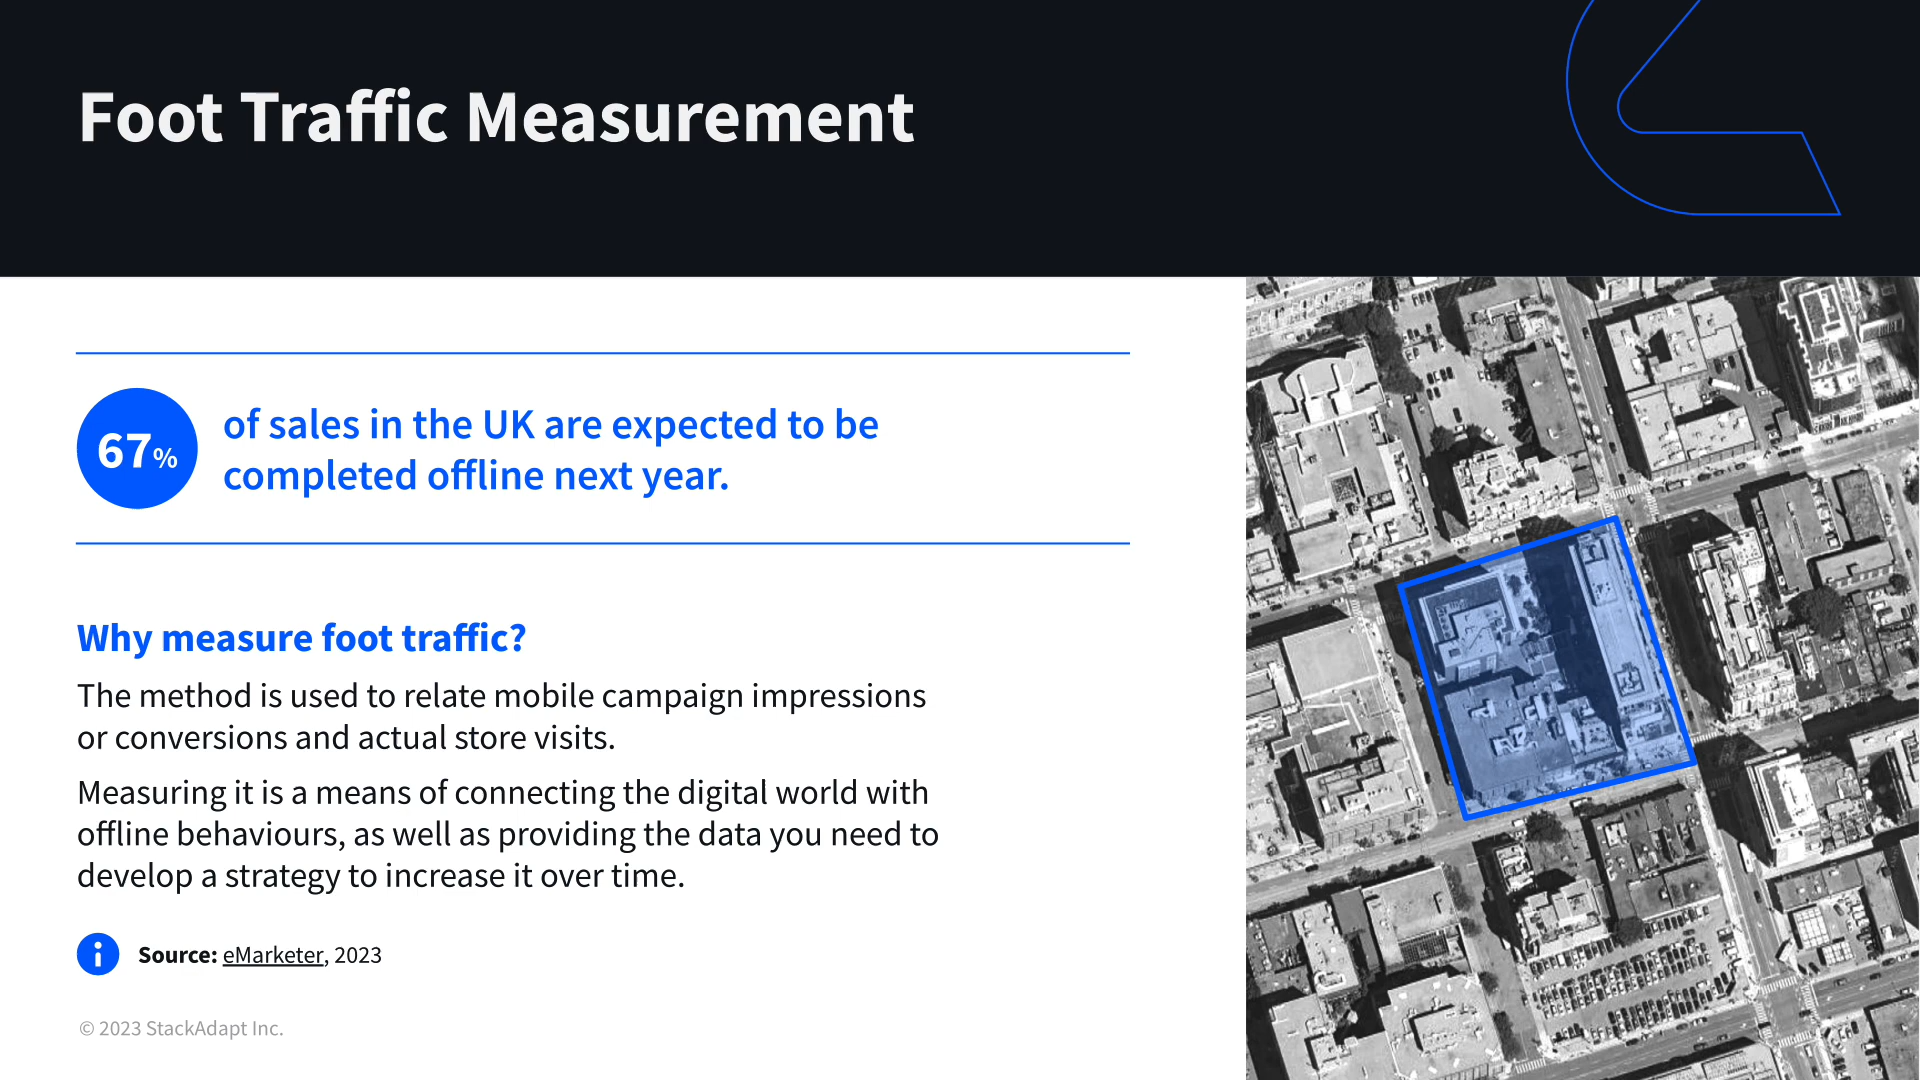 Foot Traffic Measurement
67%
of sales in the UK are expected to be
completed offline next year.
Why measure foot traffic?
The method is used to relate mobile campaign impressions
or conversions and actual store visits.
Measuring it is a means of connecting the digital world with
offline behaviours, as well as providing the data you need to
develop a strategy to increase it over time.
Source: eMarketer, 2023
© 2023 StackAdapt Inc.